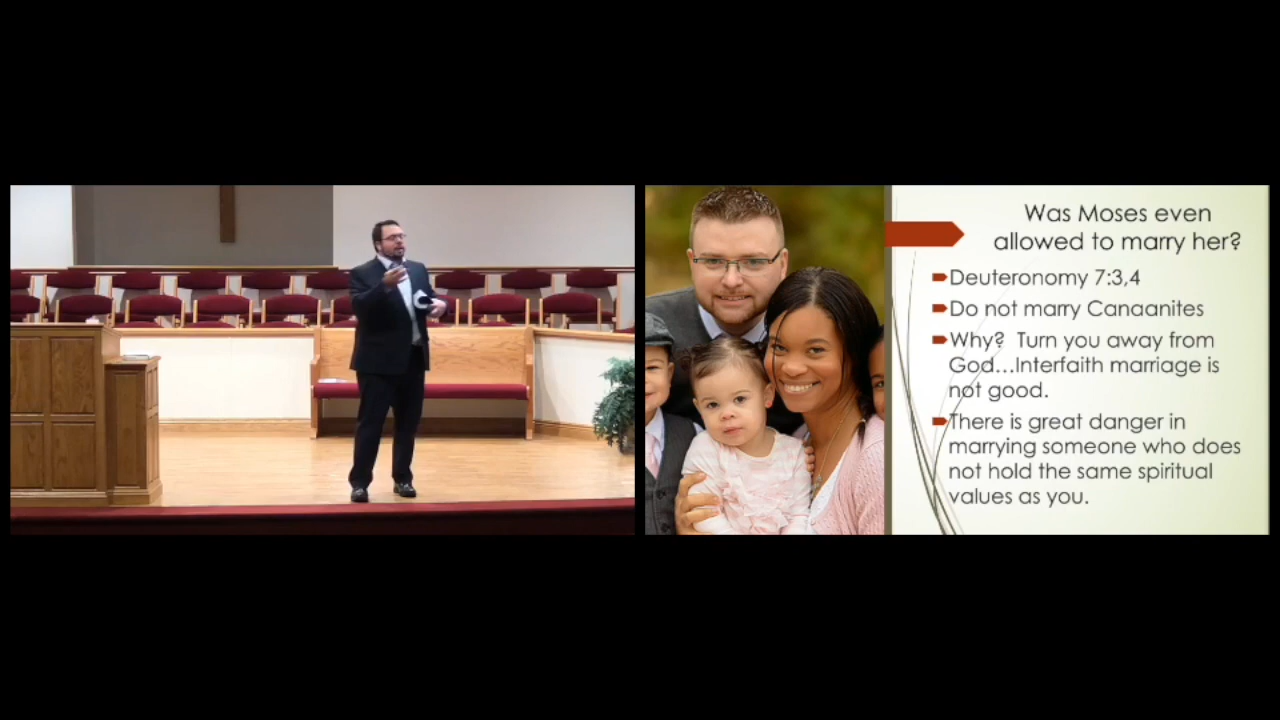 Was Moses even
allowed to marry her?
Deuteronomy 7:3,4
Do not marry Canaanites
Why? Turn you away from
God...Interfaith marriage is
not good.
There is great danger in
marrying someone who does
not hold the same spiritual
values as you.